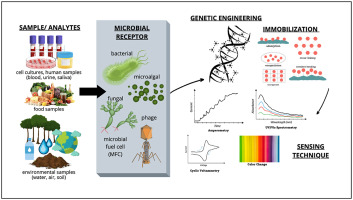 SAMPLE/ ANALYTES
cell cultures, human samples
(blood, urine, saliva)
food samples
environmental samples
(water, air, soil)
MICROBIAL
RECEPTOR
bacterial
microalgal
fungal
phage
microbial
fuel cell
(MFC)
GENETIC ENGINEERING
IMMOBILIZATION
Amperometry
UV/Vis Spectrometry
Cyclic Voltammetry
Color Change
SENSING
TECHNIQUE